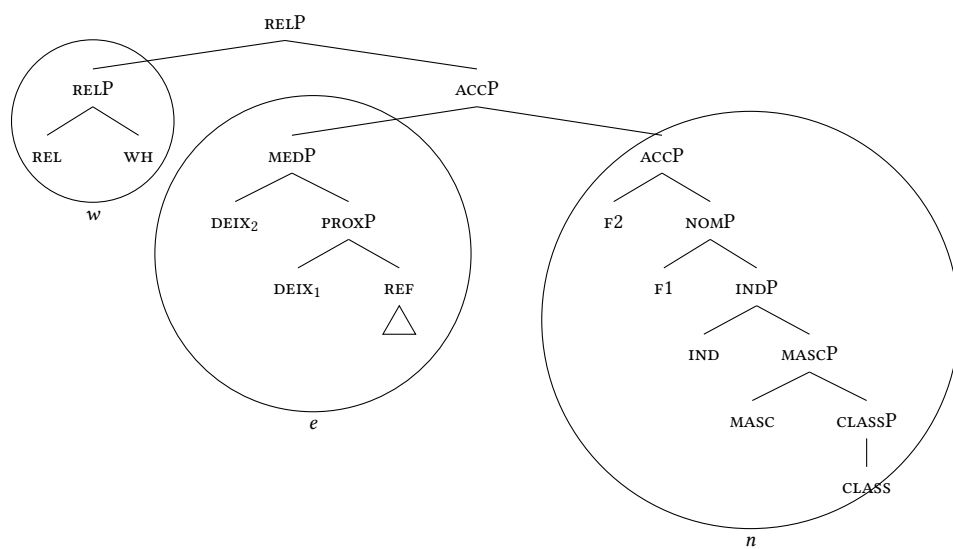 RELP
RELP ACCP
REL WH MEDP ACCP
w DEIX₂ PROXP F2 NOMP
DEIX₁ REF F1 INDP
IND MASCP
e MASC CLASSP
CLASS
n